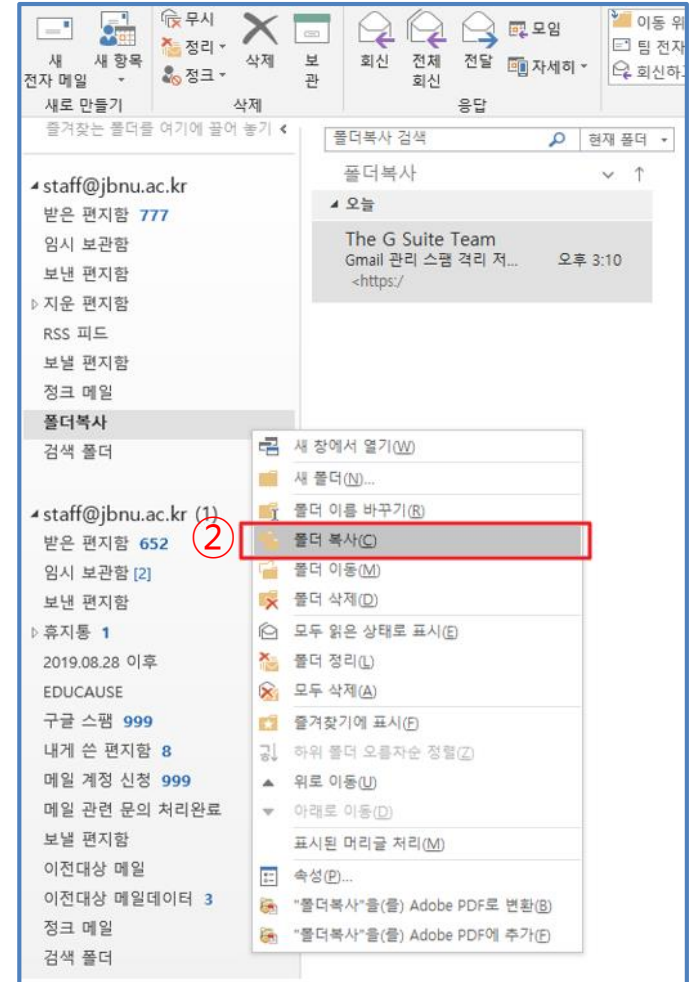 새
전자 메일
새 항목
무시
정리
정크
삭제
보
관
회신
전체
회신
전달
모임
자세히
이동 위
팀 전자
회신하고
새로 만들기
삭제
응답
즐겨찾는 폴더를 여기에 끌어 놓기
폴더복사 검색
현재 폴더
폴더복사
오늘
The G Suite Team
Gmail 관리 스팸 격리 저...
오후 3:10
<https:/
staff@jbnu.ac.kr
받은 편지함 777
임시 보관함
보낸 편지함
지운 편지함
RSS 피드
보낼 편지함
정크 메일
폴더복사
검색 폴더
staff@jbnu.ac.kr (1)
받은 편지함 652
임시 보관함 [2]
보낸 편지함
휴지통 1
2019.08.28 이후
EDUCAUSE
구글 스팸 999
내게 쓴 편지함 8
메일 계정 신청 999
메일 관련 문의 처리완료
보낼 편지함
이전대상 메일
이전대상 메일데이터 3
정크 메일
검색 폴더
새 창에서 열기(W)
새 폴더(N)...
폴더 이름 바꾸기(R)
②
폴더 복사(C)
폴더 이동(M)
폴더 삭제(D)
모두 읽은 상태로 표시(E)
폴더 정리(L)
모두 삭제(A)
즐겨찾기에 표시(F)
하위 폴더 오름차순 정렬(Z)
위로 이동(U)
아래로 이동(D)
표시된 머리글 처리(M)
속성(P)...
"폴더복사"을(를) Adobe PDF로 변환(B)
"폴더복사"을(를) Adobe PDF에 추가(F)